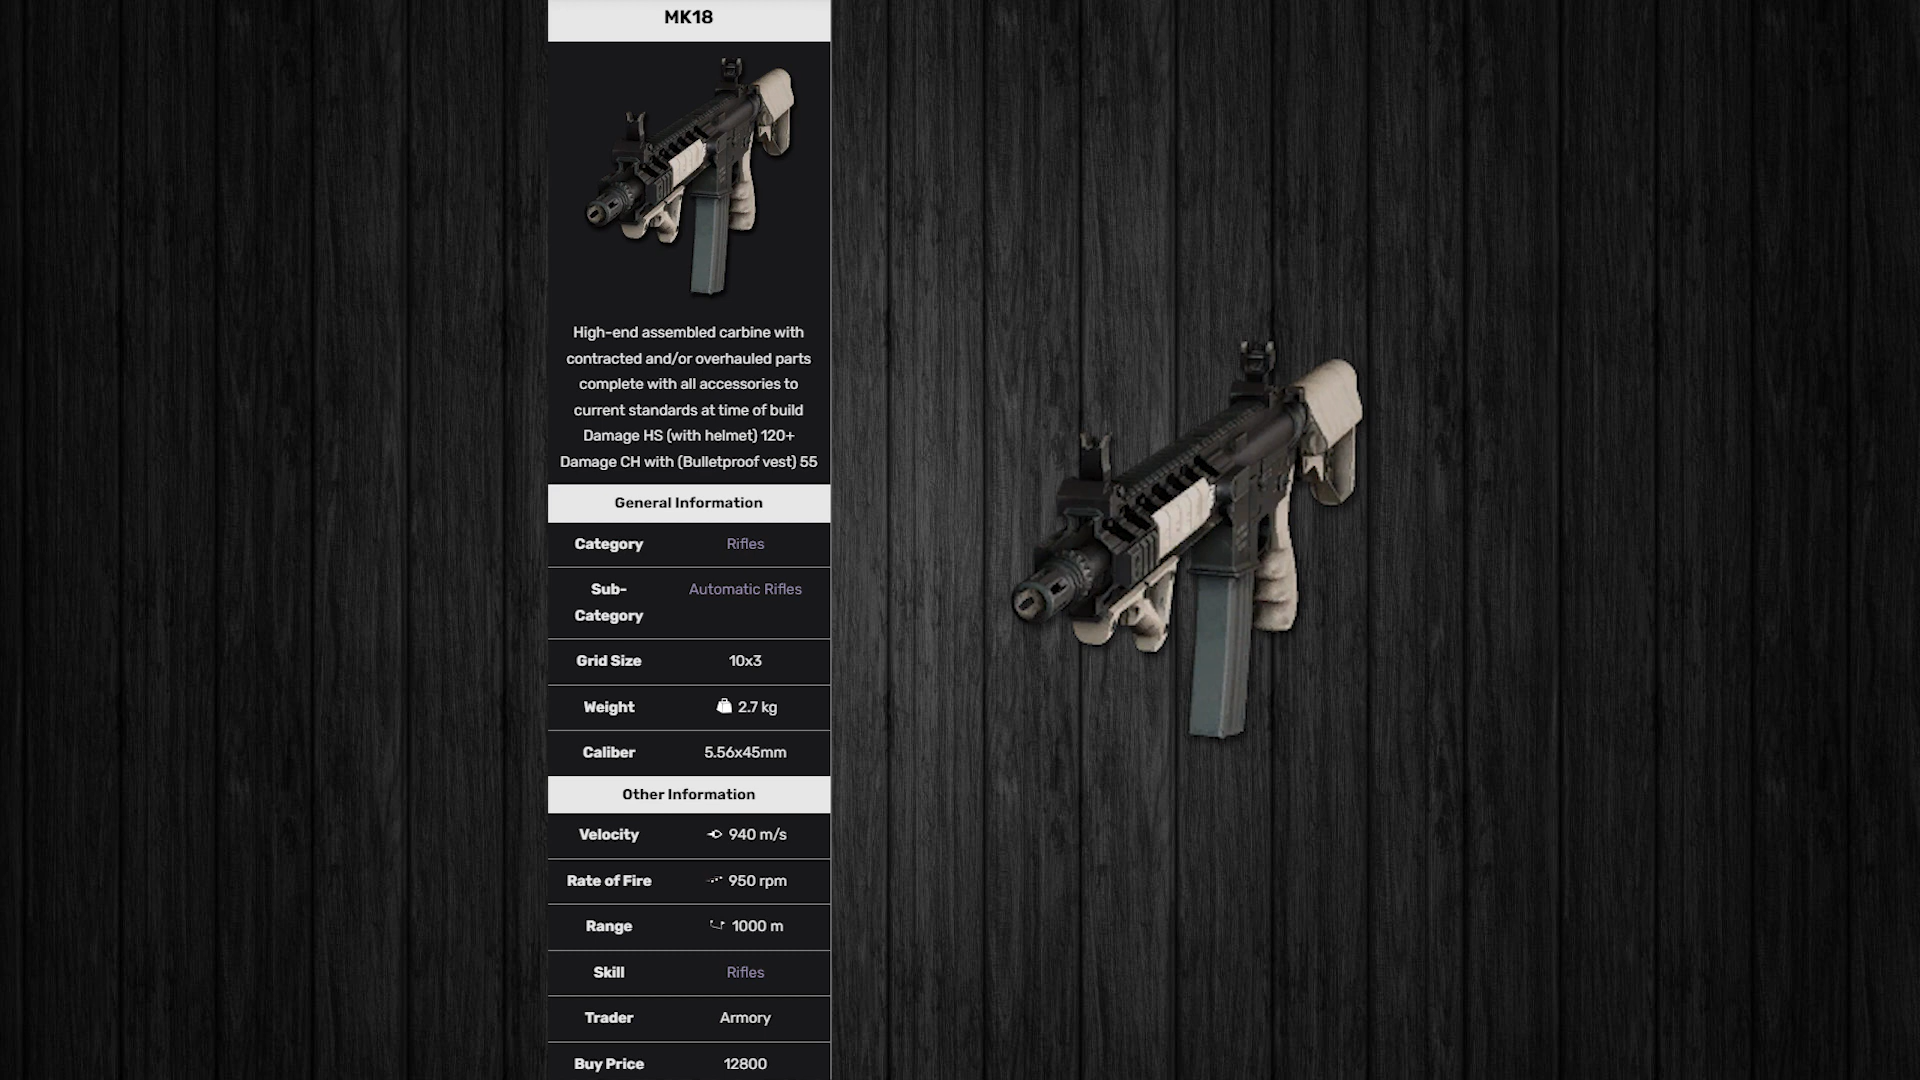 MK18
High-end assembled carbine with
contracted and/or overhauled parts
complete with all accessories to
current standards at time of build
Damage HS (with helmet) 120+
Damage CH with (Bulletproof vest) 55
General Information
Category Rifles
Sub- Automatic Rifles
Category
Grid Size 10x3
Weight 2.7 kg
Caliber 5.56x45mm
Other Information
Velocity 940 m/s
Rate of Fire 950 rpm
Range 1000 m
Skill Rifles
Trader Armory
Buy Price 12800